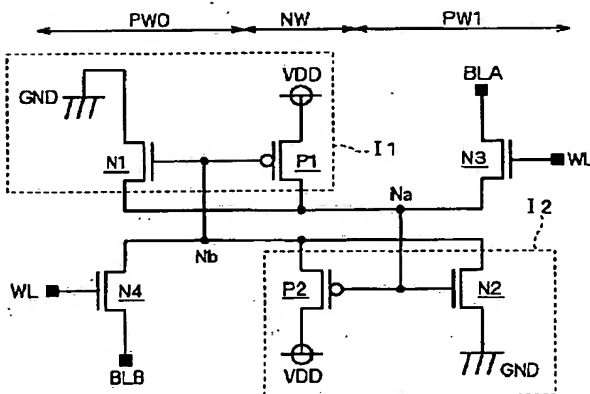 PW0 NW PW1
GND
VDD
BLA
N1
P1
I1
N3
WL
Na
I2
Nb
WL
N4
P2
N2
BLB
VDD
GND